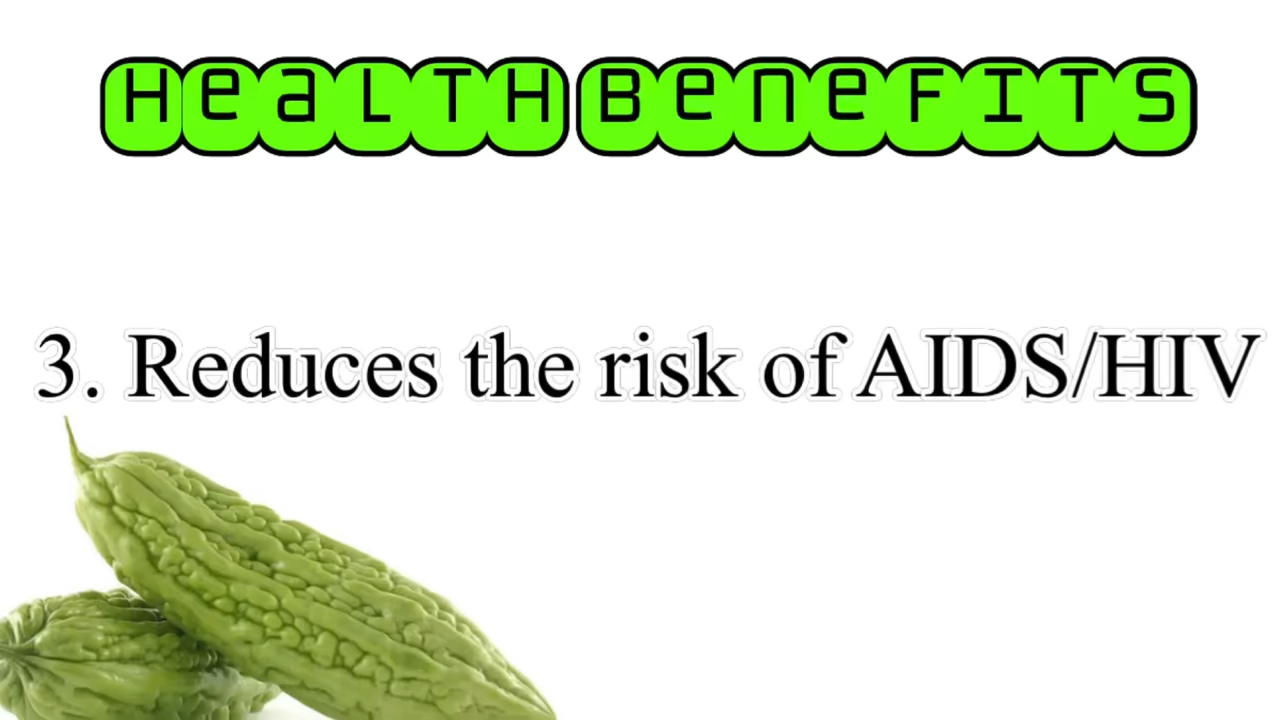 HeaLTH BeneFITS
3. Reduces the risk of AIDS/HIV